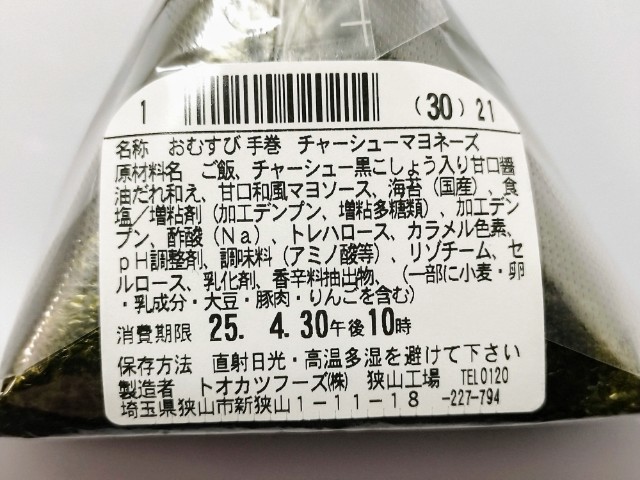 1 (30) 21
名称 おむすび 手巻 チャーシューマヨネーズ
原材料名 ご飯、チャーシュー黒こしょう入り甘口醤
油だれ和え、甘口和風マヨソース、海苔（国産）、食
塩／増粘剤（加工デンプン、増粘多糖類）、加工デン
プン、酢酸（Ｎａ）、トレハロース、カラメル色素、
ｐＨ調整剤、調味料（アミノ酸等）、リゾチーム、セ
ルロース、乳化剤、香辛料抽出物、（一部に小麦・卵
・乳成分・大豆・豚肉・りんごを含む）
消費期限 25. 4.30午後10時
保存方法 直射日光・高温多湿を避けて下さい
製造者 トオカツフーズ㈱ 狭山工場 TEL0120
埼玉県狭山市新狭山１－１１－１８ -227-794